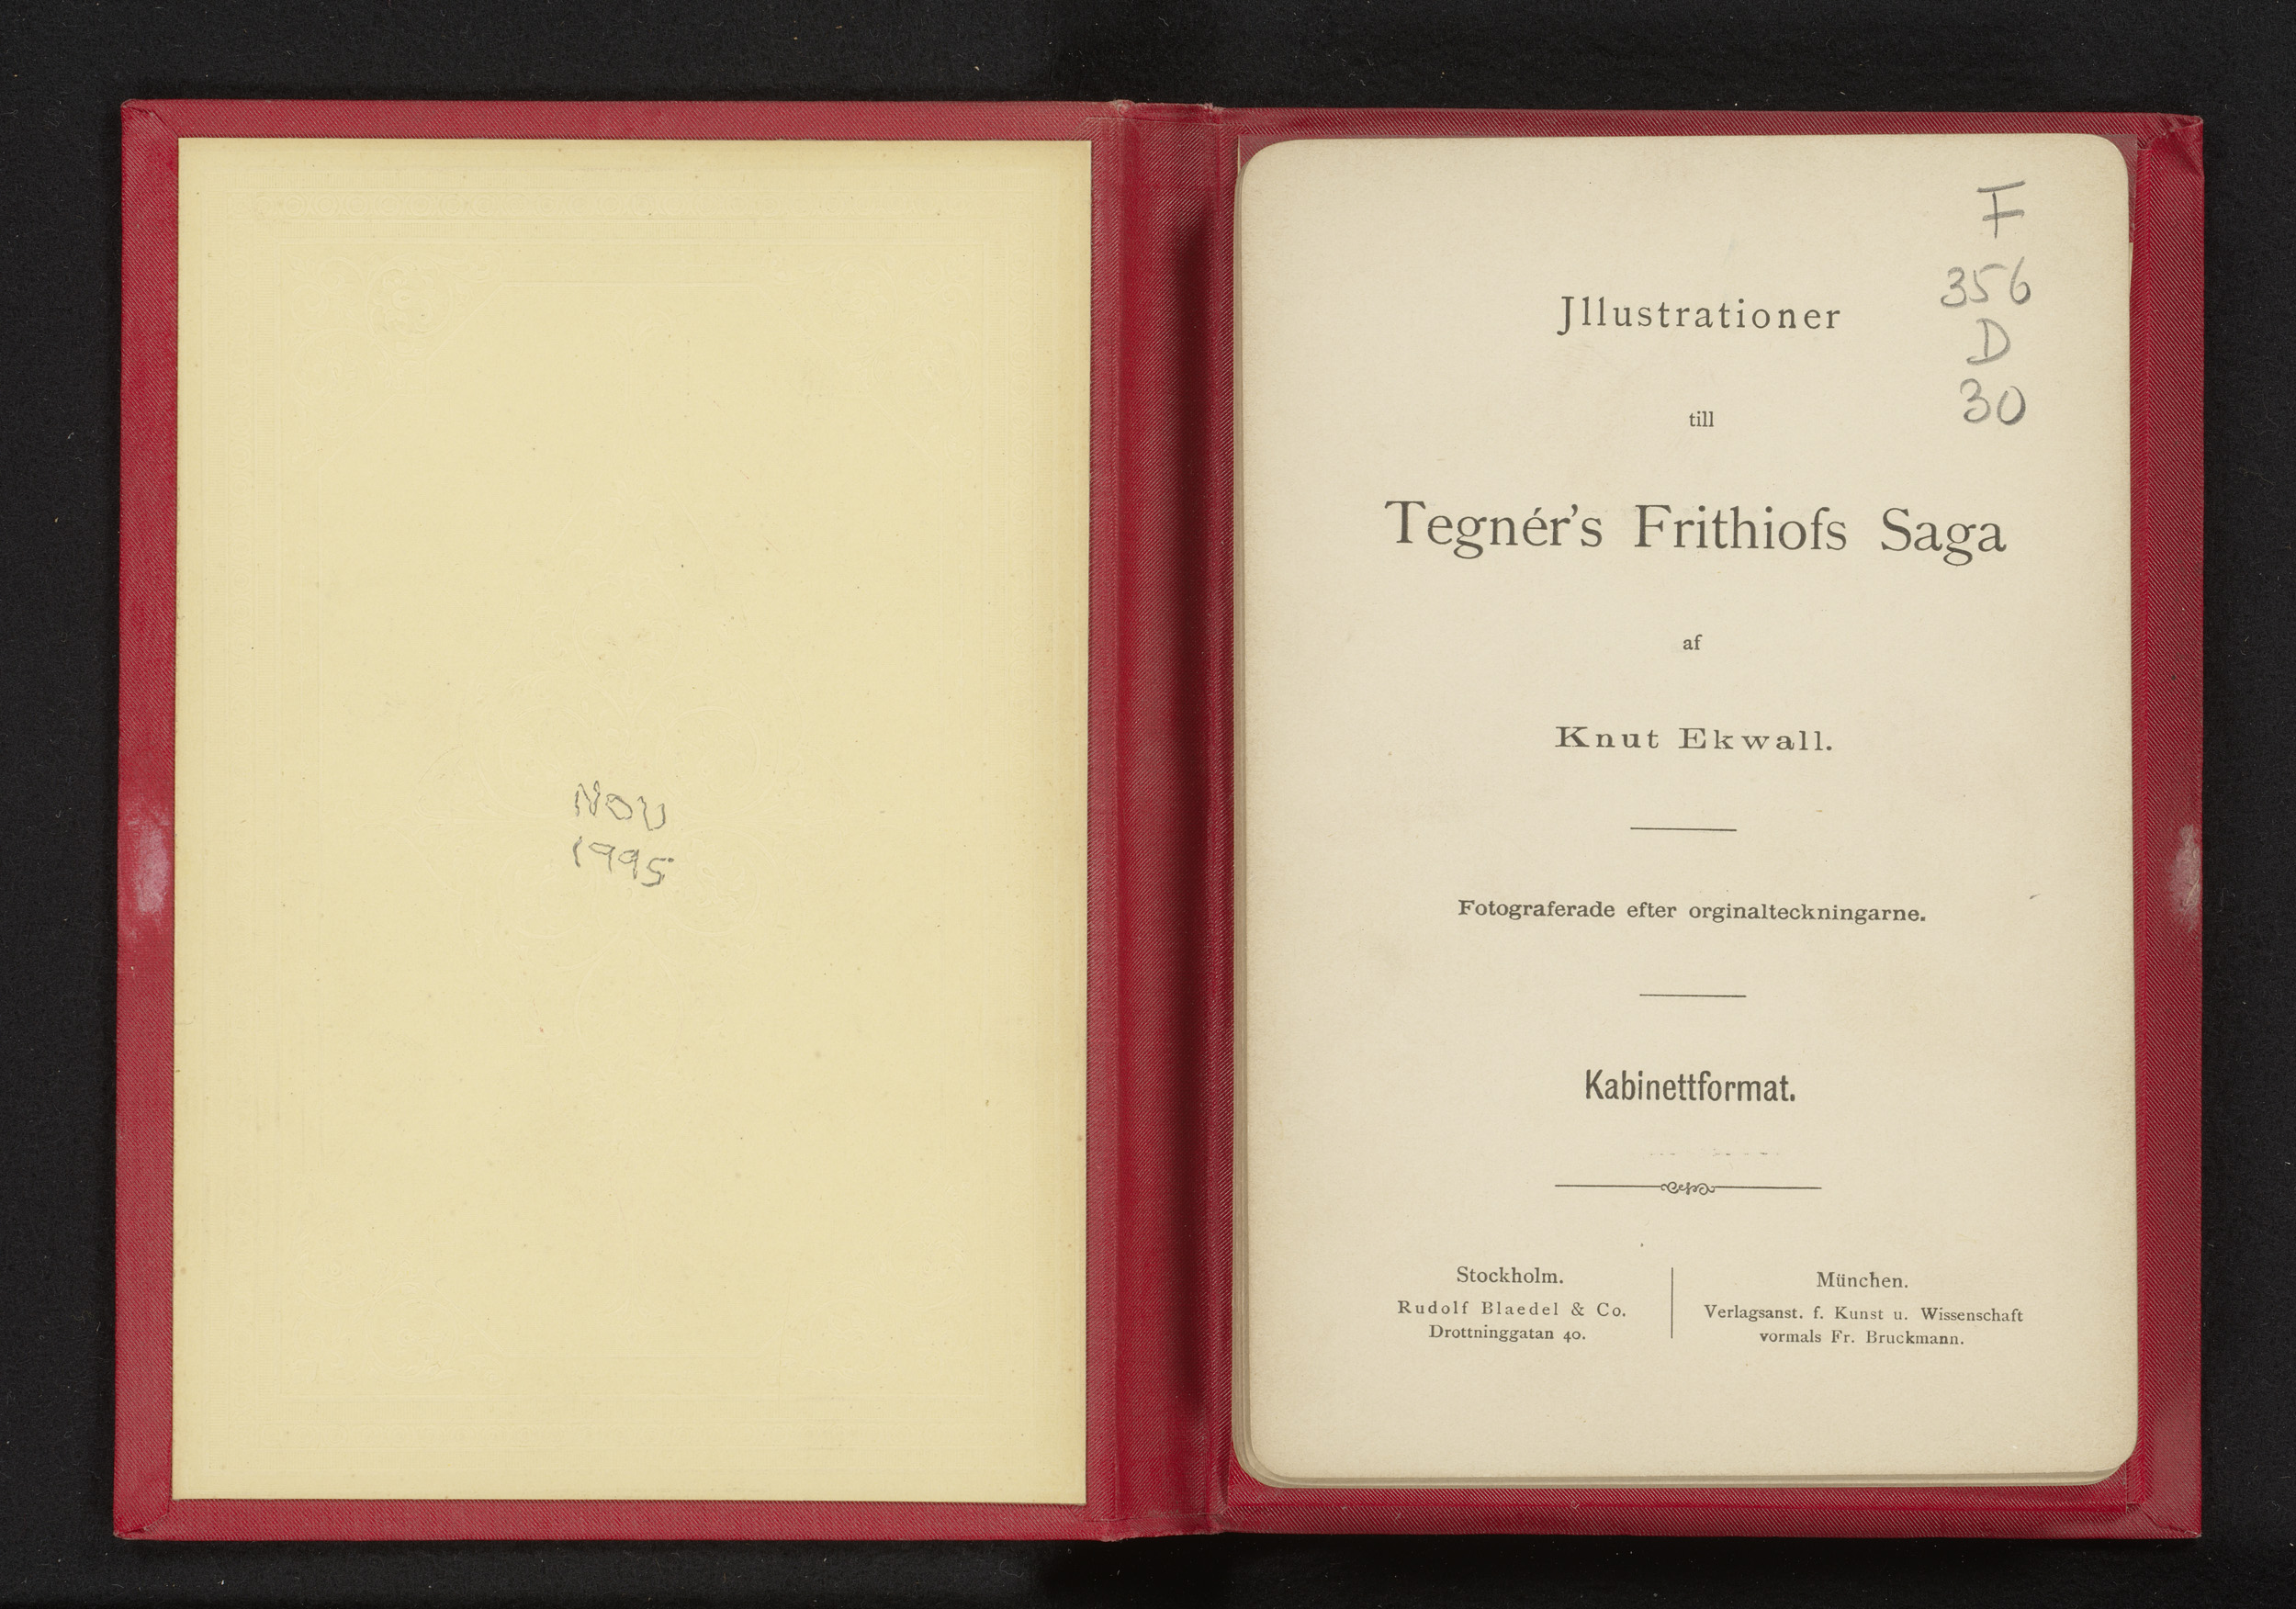 NOV
1995
F
356
D
30
Jllustrationer
till
Tegnér's Frithiofs Saga
af
Knut Ekwall.
Fotograferade efter orginalteckningarne.
Kabinettformat.
Stockholm.
Rudolf Blaedel & Co.
Drottninggatan 40.
München.
Verlagsanst. f. Kunst u. Wissenschaft
vormals Fr. Bruckmann.